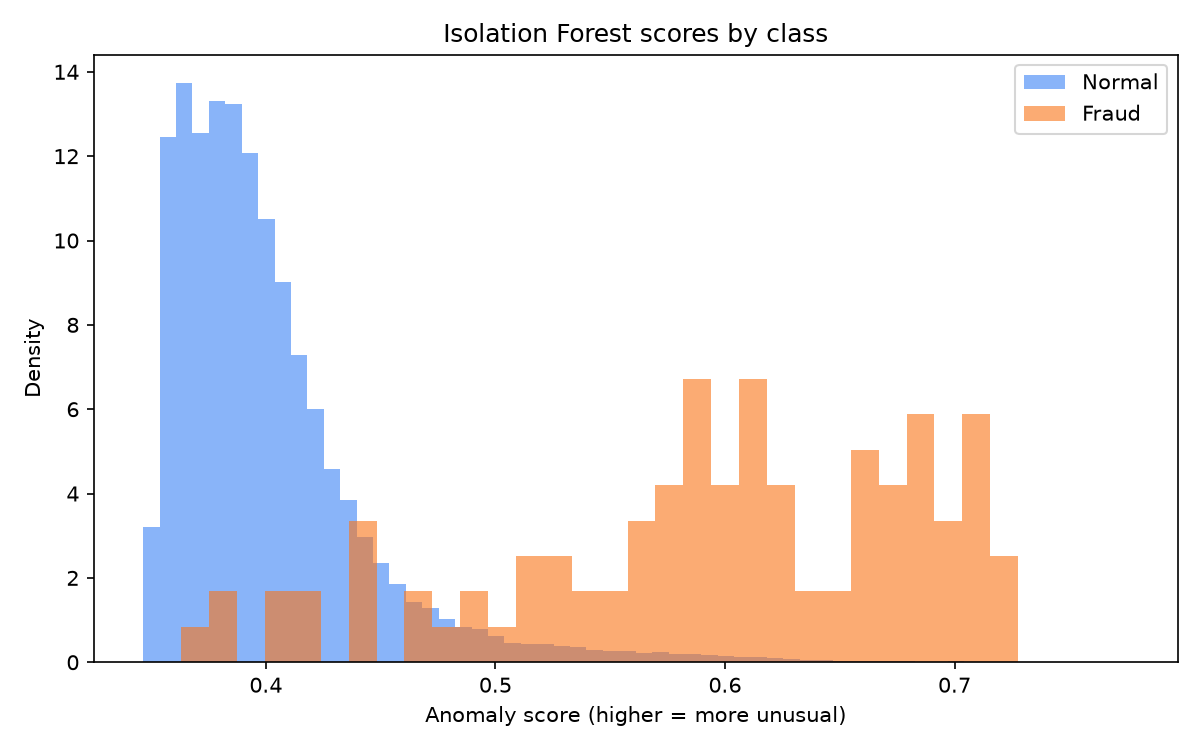 Isolation Forest scores by class
Normal
Fraud
14
12
10
8
6
4
2
0
Density
0.4 0.5 0.6 0.7
Anomaly score (higher = more unusual)